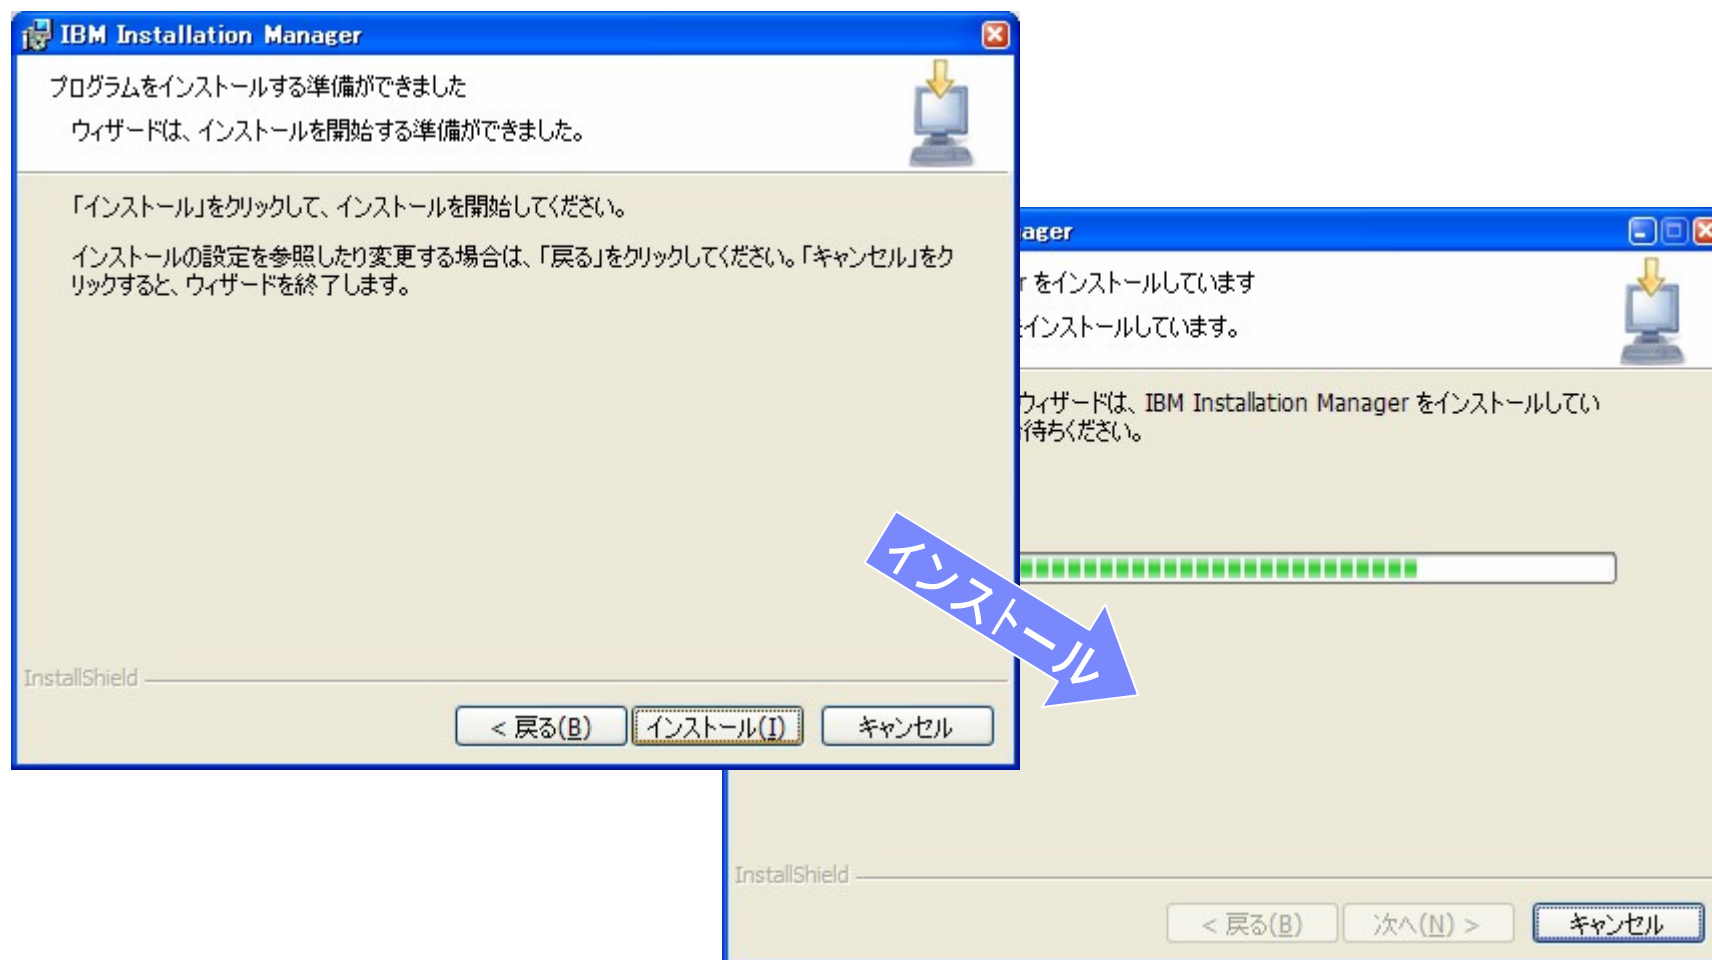 IBM Installation Manager
プログラムをインストールする準備ができました
ウィザードは、インストールを開始する準備ができました。
「インストール」をクリックして、インストールを開始してください。
インストールの設定を参照したり変更する場合は、「戻る」をクリックしてください。「キャンセル」をク
リックすると、ウィザードを終了します。
InstallShield
< 戻る(B)
インストール(I)
キャンセル
インストール
ager
r をインストールしています
インストールしています。
ウィザードは、IBM Installation Manager をインストールしてい
待ちください。
InstallShield
< 戻る(B)
次へ(N) >
キャンセル